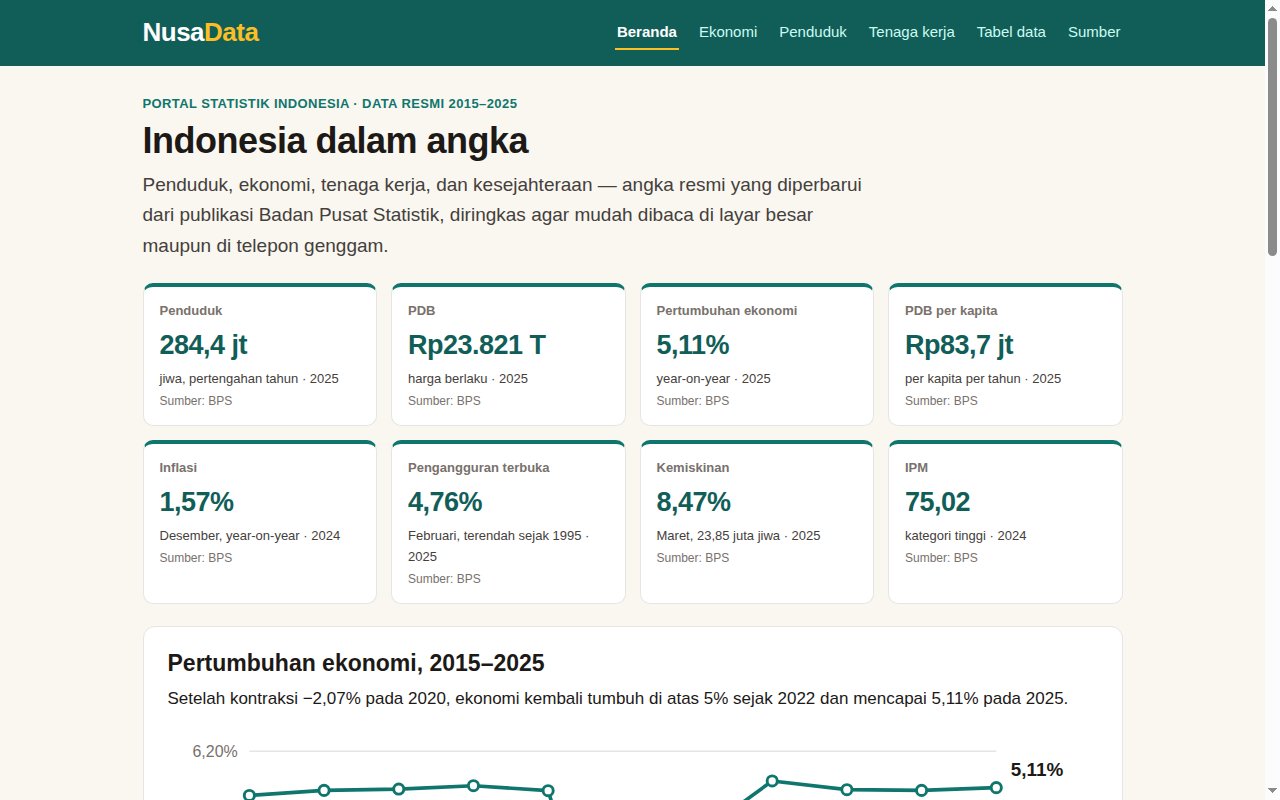 NusaData
Beranda Ekonomi Penduduk Tenaga kerja Tabel data Sumber
PORTAL STATISTIK INDONESIA · DATA RESMI 2015–2025
Indonesia dalam angka
Penduduk, ekonomi, tenaga kerja, dan kesejahteraan — angka resmi yang diperbarui
dari publikasi Badan Pusat Statistik, diringkas agar mudah dibaca di layar besar
maupun di telepon genggam.
Penduduk
284,4 jt
jiwa, pertengahan tahun · 2025
Sumber: BPS
PDB
Rp23.821 T
harga berlaku · 2025
Sumber: BPS
Pertumbuhan ekonomi
5,11%
year-on-year · 2025
Sumber: BPS
PDB per kapita
Rp83,7 jt
per kapita per tahun · 2025
Sumber: BPS
Inflasi
1,57%
Desember, year-on-year · 2024
Sumber: BPS
Pengangguran terbuka
4,76%
Februari, terendah sejak 1995 ·
2025
Sumber: BPS
Kemiskinan
8,47%
Maret, 23,85 juta jiwa · 2025
Sumber: BPS
IPM
75,02
kategori tinggi · 2024
Sumber: BPS
Pertumbuhan ekonomi, 2015–2025
Setelah kontraksi −2,07% pada 2020, ekonomi kembali tumbuh di atas 5% sejak 2022 dan mencapai 5,11% pada 2025.
6,20%
5,11%